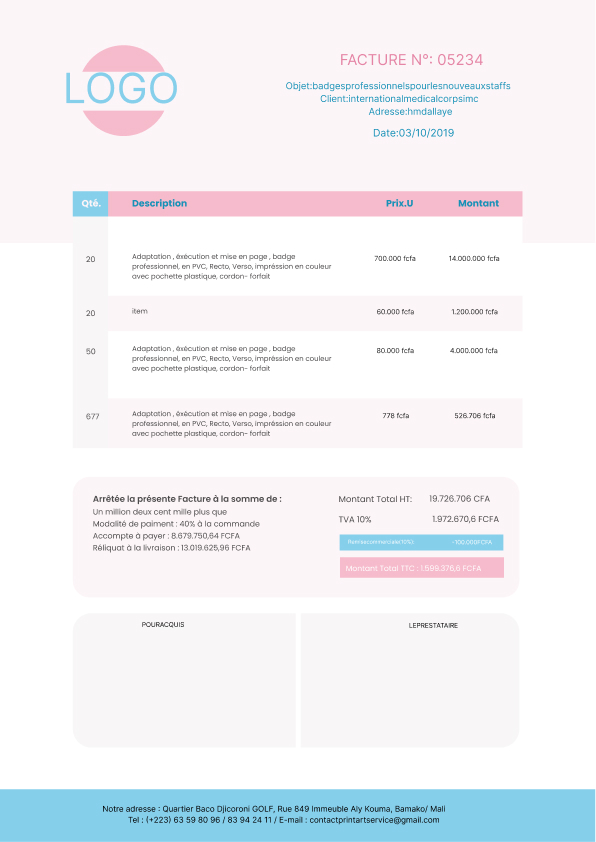 LOGO
FACTURE N°: 05234
Objet:badgesprofessionnelspourlesnouveauxstaffs
Client:internationalmedicalcorpsimc
Adresse:hmdallaye
Date:03/10/2019
Qté. Description Prix.U Montant
20 Adaptation , éxécution et mise en page , badge 700.000 fcfa 14.000.000 fcfa
professionnel, en PVC, Recto, Verso, impréssion en couleur
avec pochette plastique, cordon- forfait
20 item 60.000 fcfa 1.200.000 fcfa
50 Adaptation , éxécution et mise en page , badge 80.000 fcfa 4.000.000 fcfa
professionnel, en PVC, Recto, Verso, impréssion en couleur
avec pochette plastique, cordon- forfait
677 Adaptation , éxécution et mise en page , badge 778 fcfa 526.706 fcfa
professionnel, en PVC, Recto, Verso, impréssion en couleur
avec pochette plastique, cordon- forfait
Arrêtée la présente Facture à la somme de :
Un million deux cent mille plus que
Modalité de paiment : 40% à la commande
Accompte à payer : 8.679.750,64 FCFA
Réliquat à la livraison : 13.019.625,96 FCFA
Montant Total HT: 19.726.706 CFA
TVA 10% 1.972.670,6 FCFA
Remisecommerciale(10%): -100.000FCFA
Montant Total TTC : 1.599.376,6 FCFA
POURACQUIS
LEPRESTATAIRE
Notre adresse : Quartier Baco Djicoroni GOLF, Rue 849 Immeuble Aly Kouma, Bamako/ Mali
Tel : (+223) 63 59 80 96 / 83 94 24 11 / E-mail : contactprintartservice@gmail.com